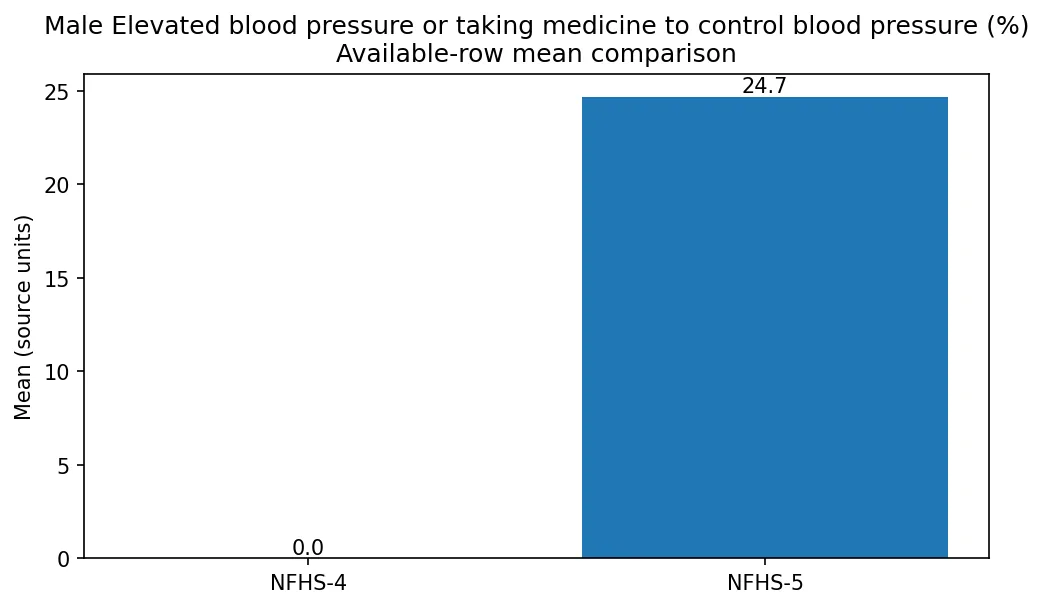 Male Elevated blood pressure or taking medicine to control blood pressure (%)
Available-row mean comparison
Mean (source units)
25
20
15
10
5
0
24.7
0.0
NFHS-4
NFHS-5